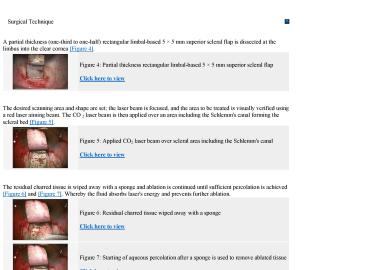 Surgical Technique
A partial thickness (one-third to one-half) rectangular limbal-based 5 × 5 mm superior scleral flap is dissected at the
limbus into the clear cornea [Figure 4].
Figure 4: Partial thickness rectangular limbal-based 5 × 5 mm superior scleral flap
Click here to view
The desired scanning area and shape are set; the laser beam is focused, and the area to be treated is visually verified using
a red laser aiming beam. The CO 2 laser beam is then applied over an area including the Schlemm's canal forming the
scleral bed [Figure 5].
Figure 5: Applied CO2 laser beam over scleral area including the Schlemm's canal
Click here to view
The residual charred tissue is wiped away with a sponge and ablation is continued until sufficient percolation is achieved
[Figure 6] and [Figure 7]. Whereby the fluid absorbs laser's energy and prevents further ablation.
Figure 6: Residual charred tissue wiped away with a sponge
Click here to view
Figure 7: Starting of aqueous percolation after a sponge is used to remove ablated tissue